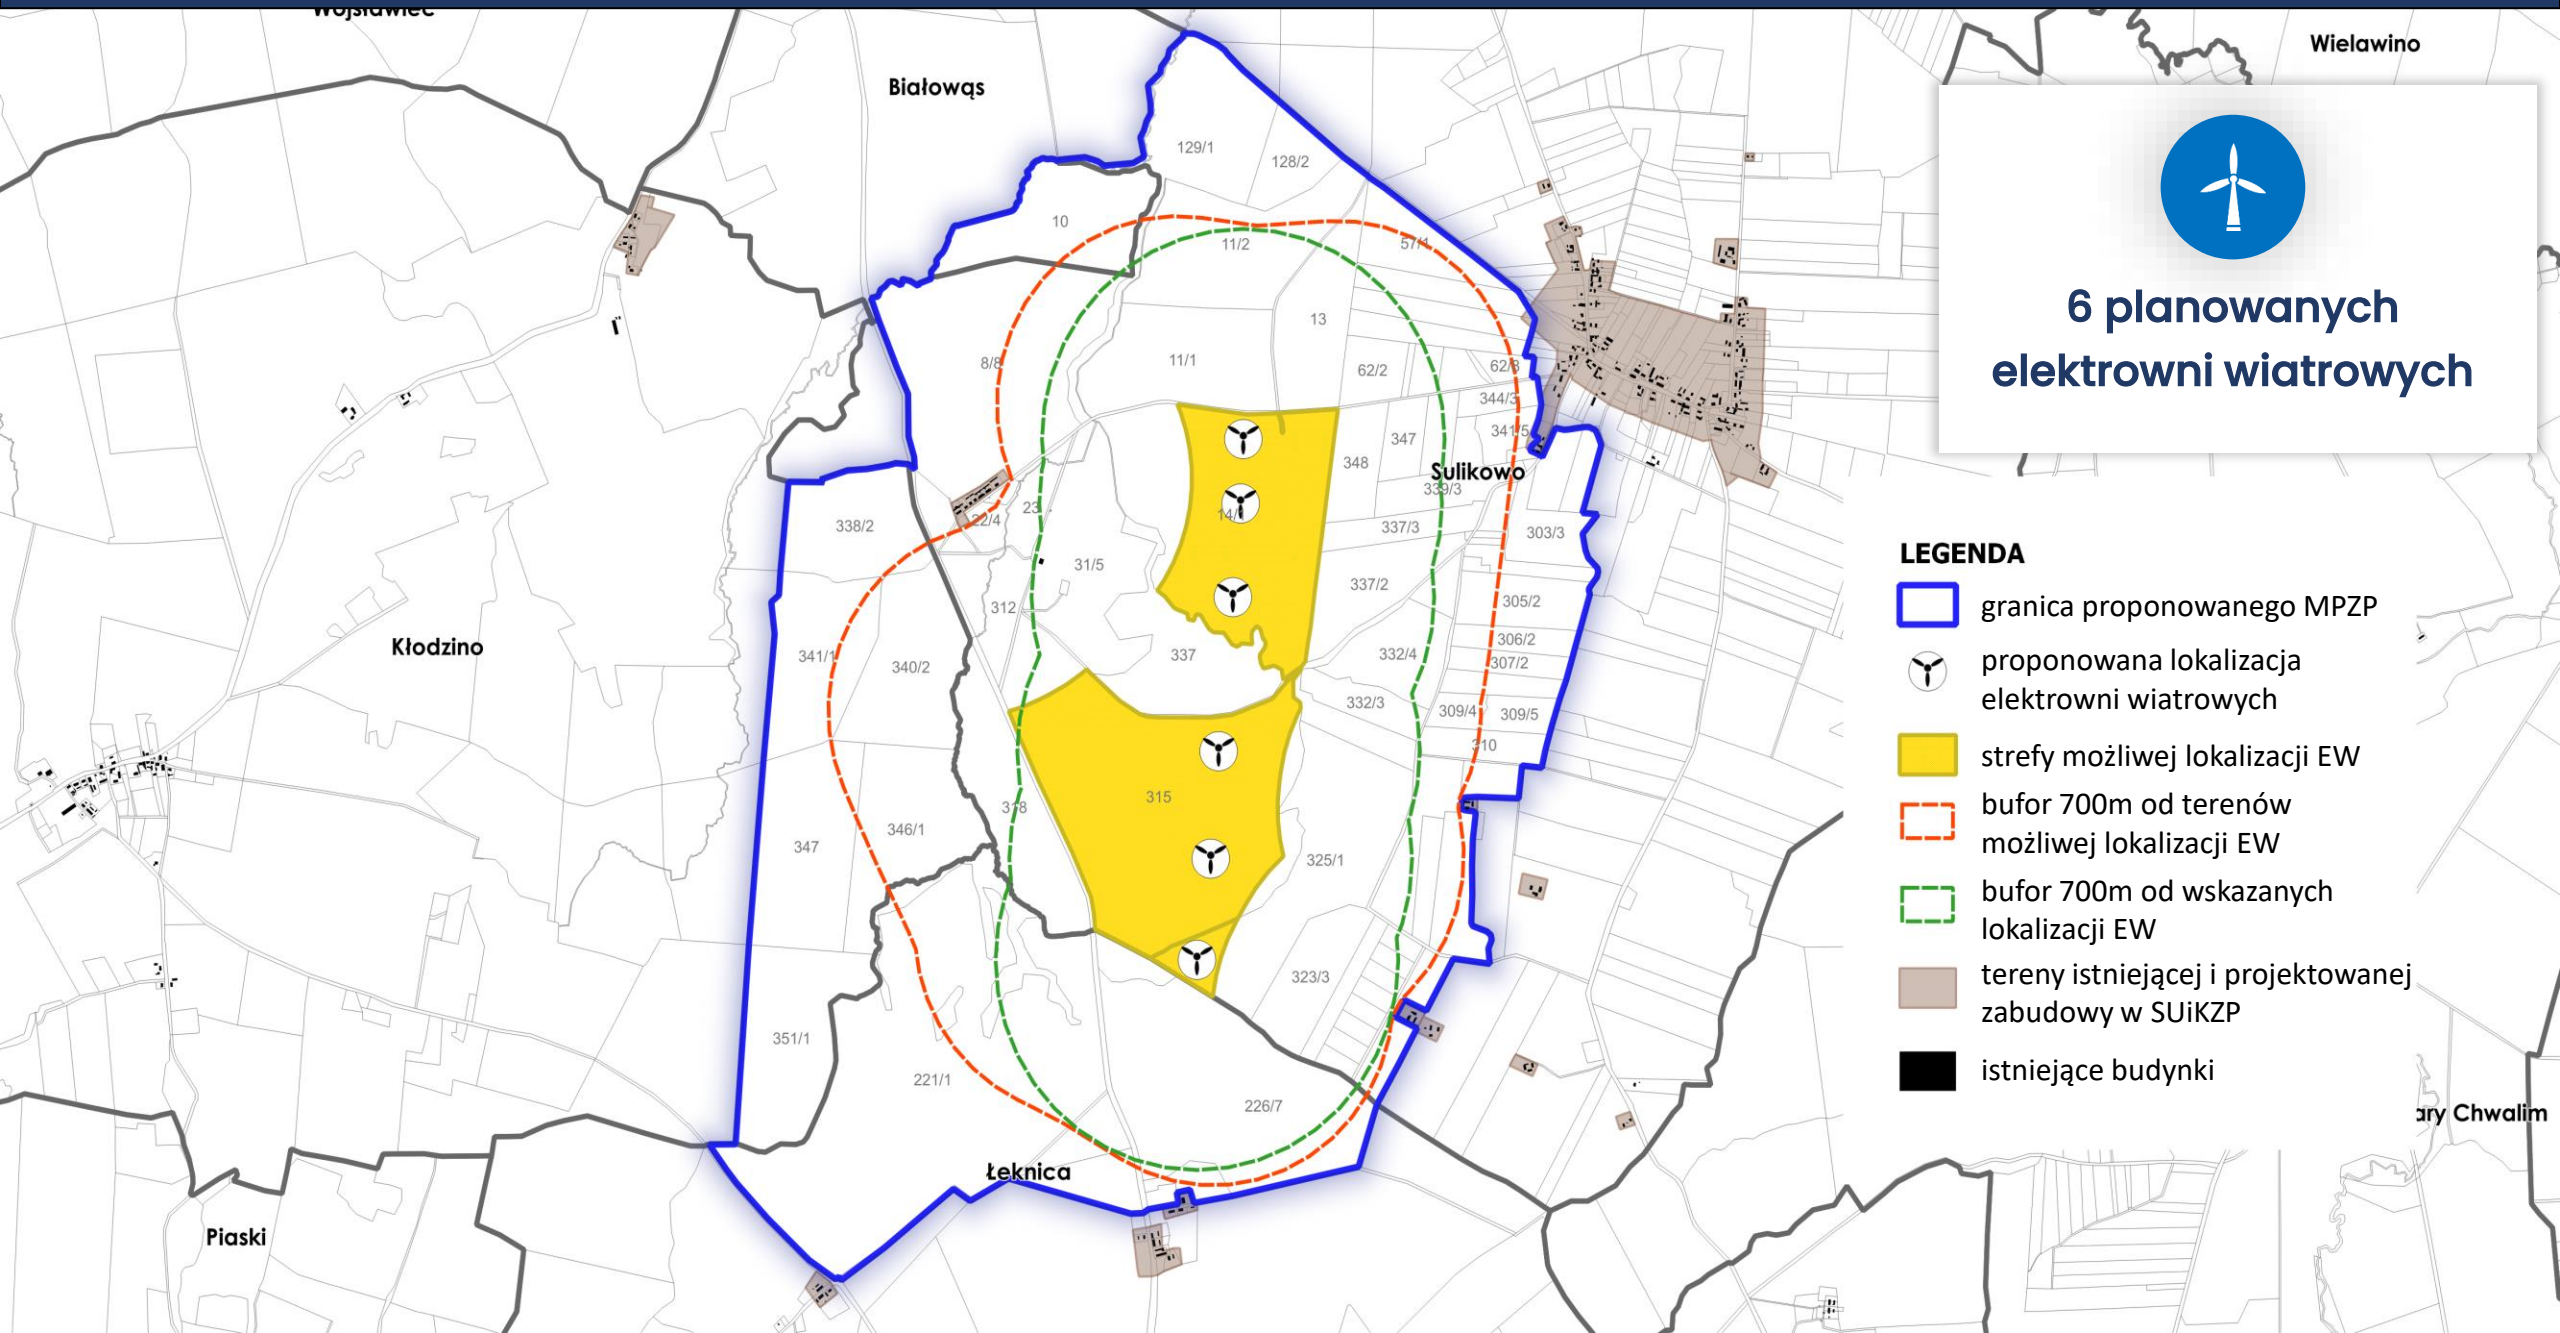 Wojsławiec
Białowąs
Wielawino
6 planowanych
elektrowni wiatrowych
129/1
128/2
10
11/2
57/1
13
8/8
11/1
62/2
62/3
344/3
347
341/5
348
Sulikowo
339/3
338/2
22/4
23
14/
337/3
303/3
31/5
337/2
312
305/2
Kłodzino
341/1
340/2
337
332/4
306/2
307/2
332/3
309/4
309/5
310
315
318
346/1
347
325/1
323/3
351/1
221/1
226/7
Łeknica
Piaski
LEGENDA
granica proponowanego MPZP
proponowana lokalizacja
elektrowni wiatrowych
strefy możliwej lokalizacji EW
bufor 700m od terenów
możliwej lokalizacji EW
bufor 700m od wskazanych
lokalizacji EW
tereny istniejącej i projektowanej
zabudowy w SUiKZP
istniejące budynki
ary Chwalim